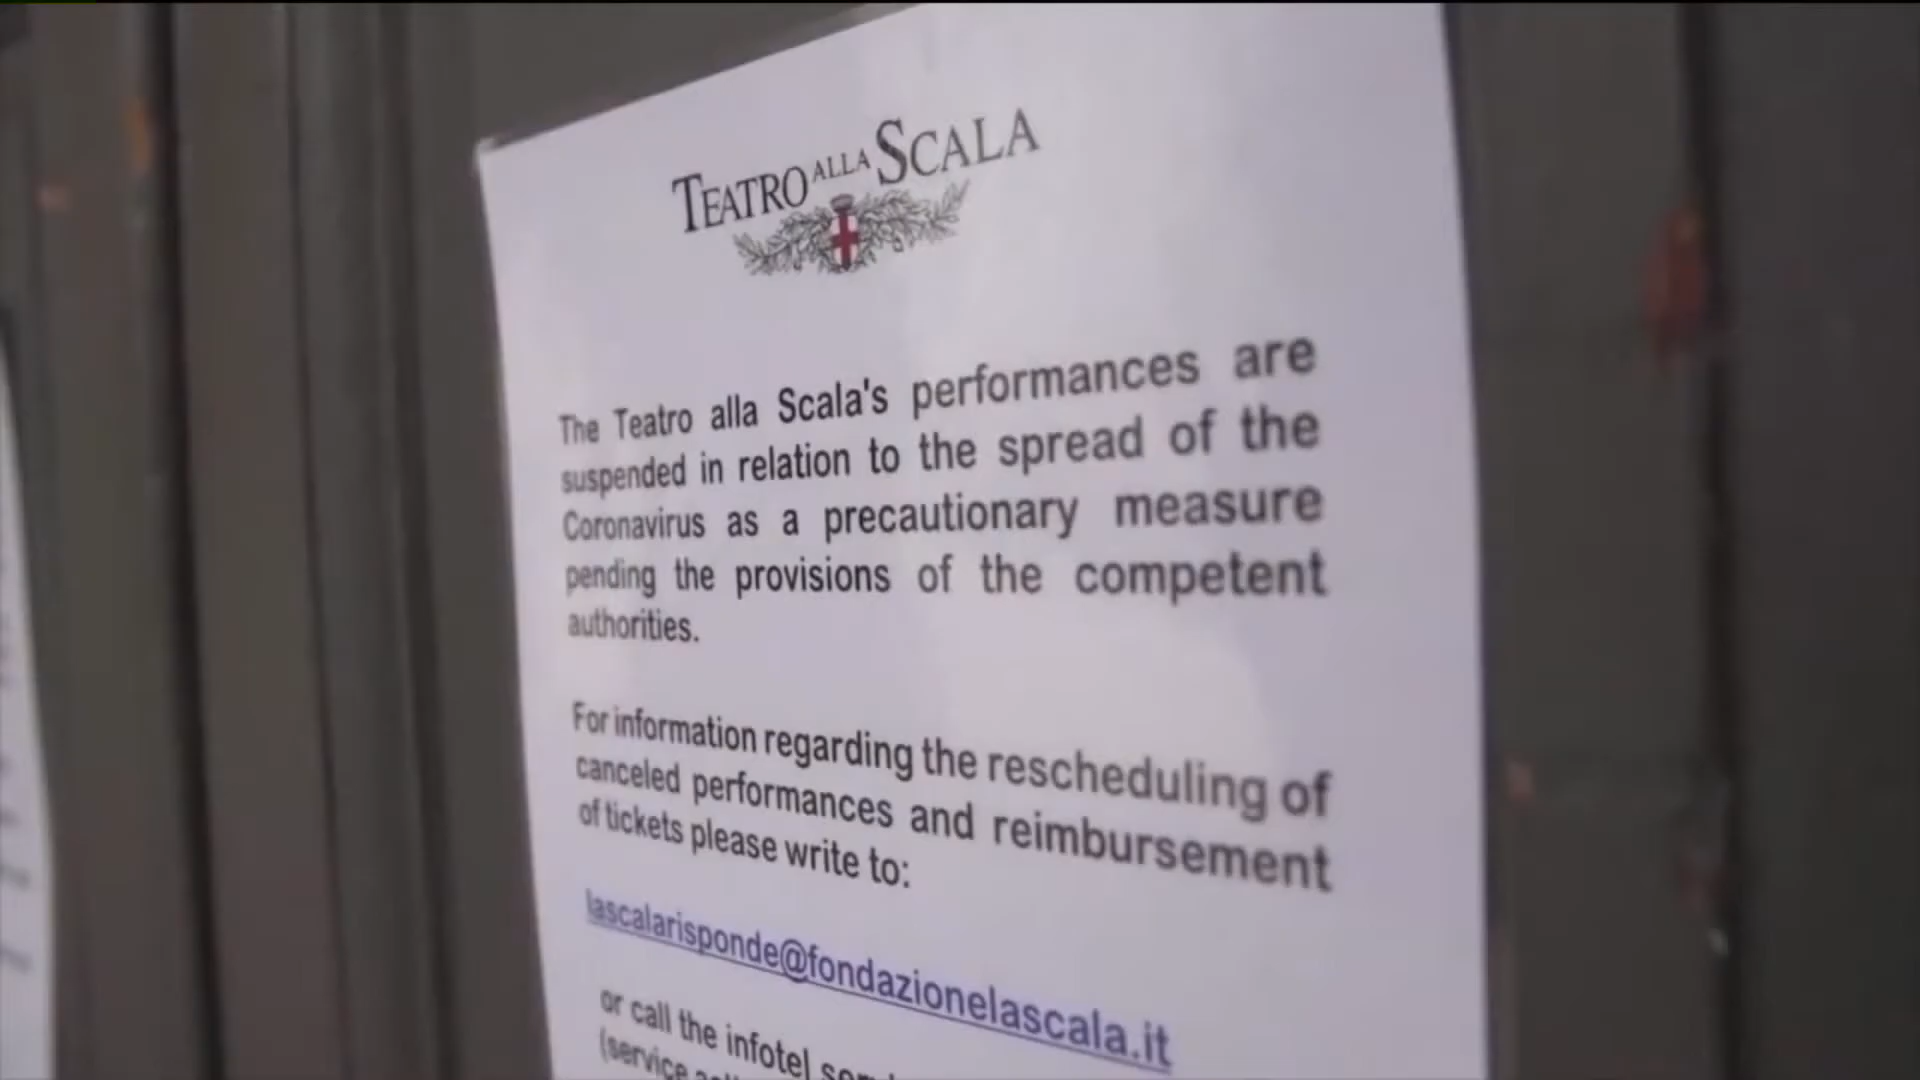 TEATRO ALLA SCALA
The Teatro alla Scala's performances are
suspended in relation to the spread of the
Coronavirus as a precautionary measure
pending the provisions of the competent
authorities.
For information regarding the rescheduling of
canceled performances and reimbursement
of tickets please write to:
lascalarisponde@fondazionelascala.it
or call the infotel
(service